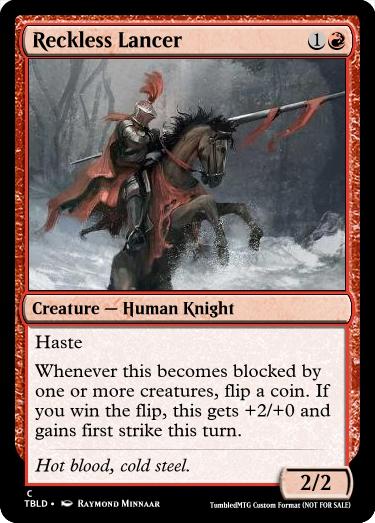 Reckless Lancer 1
Creature — Human Knight
Haste
Whenever this becomes blocked by
one or more creatures, flip a coin. If
you win the flip, this gets +2/+0 and
gains first strike this turn.
Hot blood, cold steel.
2/2
C
TBLD • Raymond Minnaar
TumbledMTG Custom Format (NOT FOR SALE)